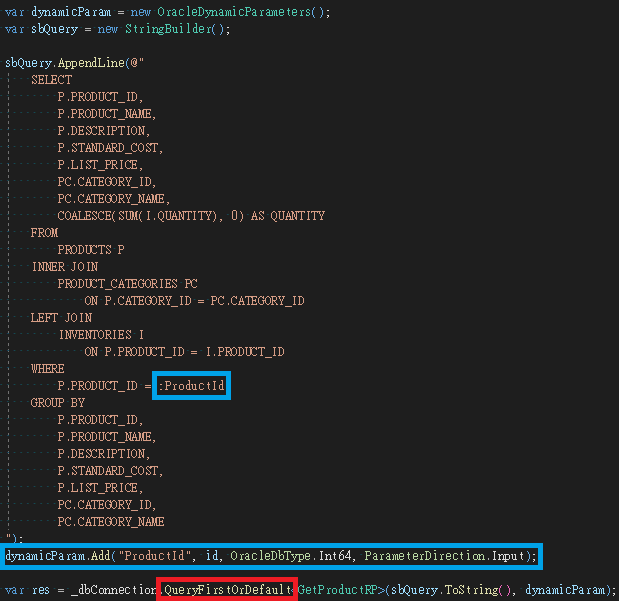 var dynamicParam = new OracleDynamicParameters();
var sbQuery = new StringBuilder();
sbQuery.AppendLine(@"
SELECT
P.PRODUCT_ID,
P.PRODUCT_NAME,
P.DESCRIPTION,
P.STANDARD_COST,
P.LIST_PRICE,
PC.CATEGORY_ID,
PC.CATEGORY_NAME,
COALESCE(SUM(I.QUANTITY), 0) AS QUANTITY
FROM
PRODUCTS P
INNER JOIN
PRODUCT_CATEGORIES PC
ON P.CATEGORY_ID = PC.CATEGORY_ID
LEFT JOIN
INVENTORIES I
ON P.PRODUCT_ID = I.PRODUCT_ID
WHERE
P.PRODUCT_ID = :ProductId
GROUP BY
P.PRODUCT_ID,
P.PRODUCT_NAME,
P.DESCRIPTION,
P.STANDARD_COST,
P.LIST_PRICE,
PC.CATEGORY_ID,
PC.CATEGORY_NAME
");
dynamicParam.Add("ProductId", id, OracleDbType.Int64, ParameterDirection.Input);
var res = _dbConnection.QueryFirstOrDefault<GetProductRP>(sbQuery.ToString(), dynamicParam);